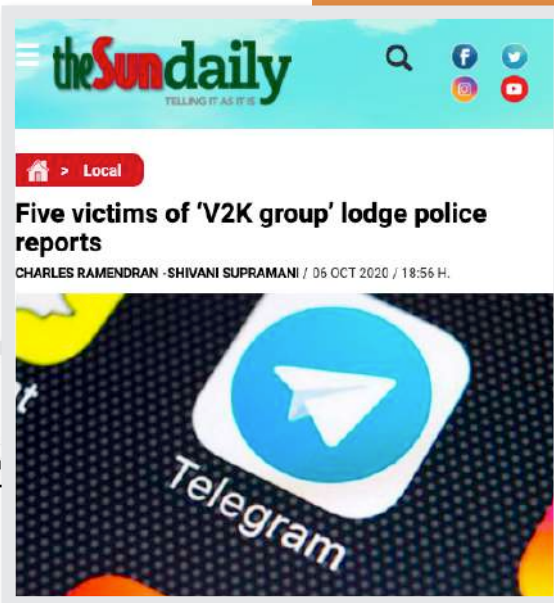 theSundaily
TELLING IT AS IT IS
> Local
Five victims of ‘V2K group’ lodge police
reports
CHARLES RAMENDRAN -SHIVANI SUPRAMANI / 06 OCT 2020 / 18:56 H.
Telegram